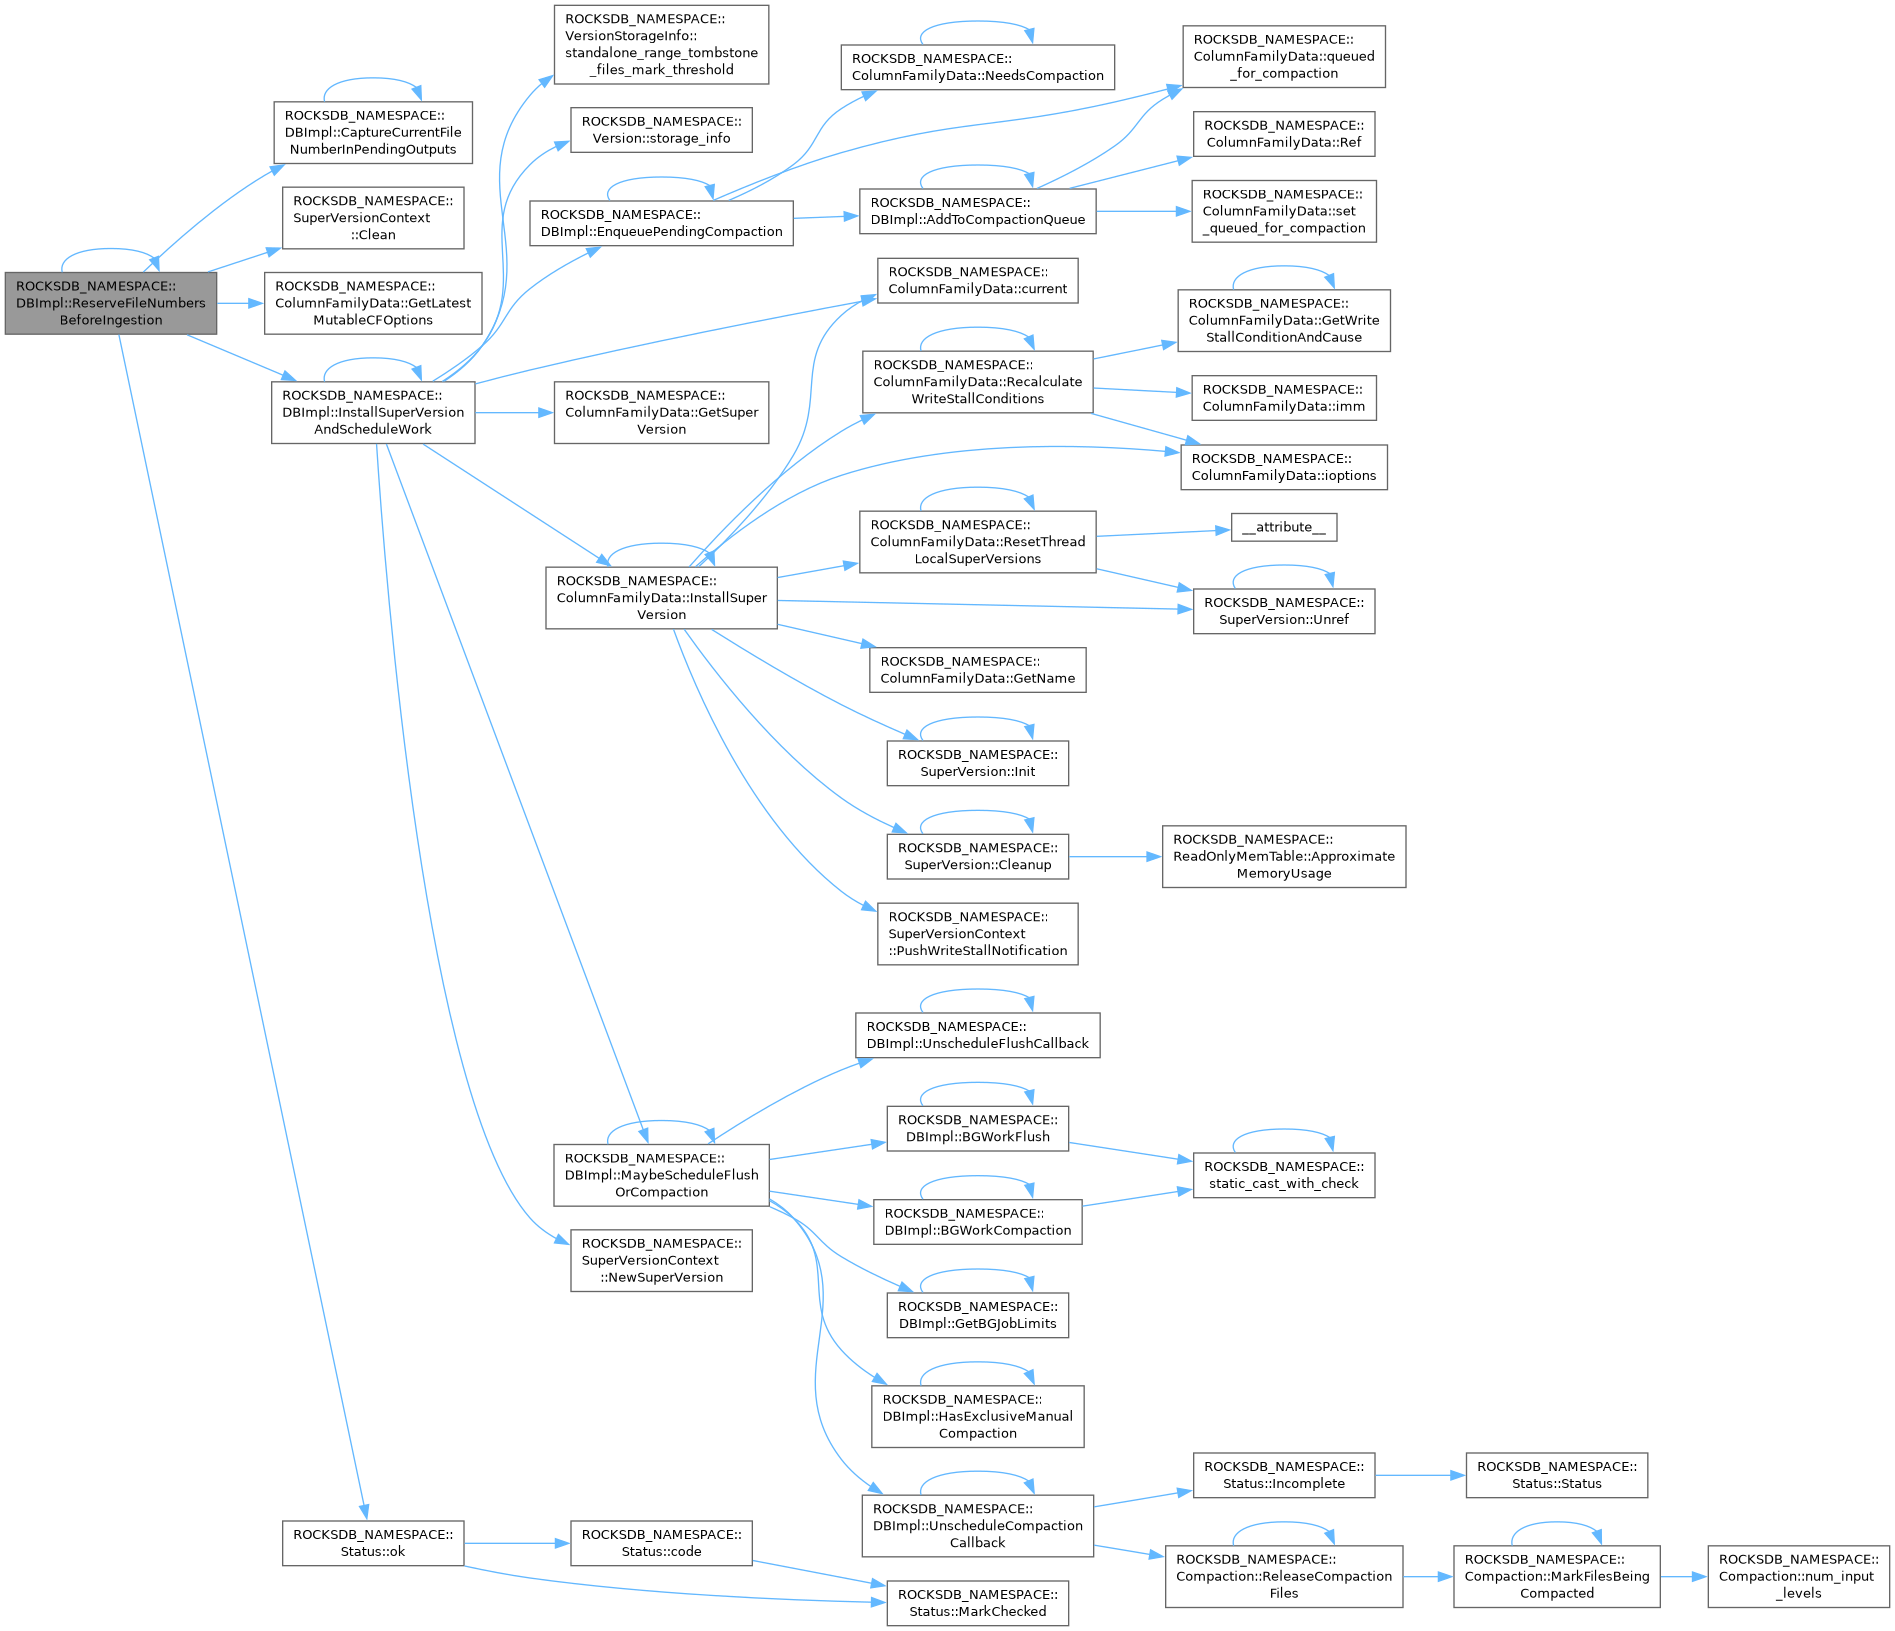 ROCKSDB_NAMESPACE::
DBImpl::ReserveFileNumbers
BeforeIngestion
ROCKSDB_NAMESPACE::
DBImpl::CaptureCurrentFile
NumberInPendingOutputs
ROCKSDB_NAMESPACE::
SuperVersionContext
::Clean
ROCKSDB_NAMESPACE::
ColumnFamilyData::GetLatest
MutableCFOptions
ROCKSDB_NAMESPACE::
DBImpl::InstallSuperVersion
AndScheduleWork
ROCKSDB_NAMESPACE::
Status::ok
ROCKSDB_NAMESPACE::
VersionStorageInfo::
standalone_range_tombstone
_files_mark_threshold
ROCKSDB_NAMESPACE::
Version::storage_info
ROCKSDB_NAMESPACE::
DBImpl::EnqueuePendingCompaction
ROCKSDB_NAMESPACE::
ColumnFamilyData::GetSuper
Version
ROCKSDB_NAMESPACE::
ColumnFamilyData::InstallSuper
Version
ROCKSDB_NAMESPACE::
DBImpl::MaybeScheduleFlush
OrCompaction
ROCKSDB_NAMESPACE::
SuperVersionContext
::NewSuperVersion
ROCKSDB_NAMESPACE::
Status::code
ROCKSDB_NAMESPACE::
ColumnFamilyData::NeedsCompaction
ROCKSDB_NAMESPACE::
DBImpl::AddToCompactionQueue
ROCKSDB_NAMESPACE::
ColumnFamilyData::current
ROCKSDB_NAMESPACE::
ColumnFamilyData::Recalculate
WriteStallConditions
ROCKSDB_NAMESPACE::
ColumnFamilyData::ResetThread
LocalSuperVersions
ROCKSDB_NAMESPACE::
ColumnFamilyData::GetName
ROCKSDB_NAMESPACE::
SuperVersion::Init
ROCKSDB_NAMESPACE::
SuperVersion::Cleanup
ROCKSDB_NAMESPACE::
SuperVersionContext
::PushWriteStallNotification
ROCKSDB_NAMESPACE::
DBImpl::UnscheduleFlushCallback
ROCKSDB_NAMESPACE::
DBImpl::BGWorkFlush
ROCKSDB_NAMESPACE::
DBImpl::BGWorkCompaction
ROCKSDB_NAMESPACE::
DBImpl::GetBGJobLimits
ROCKSDB_NAMESPACE::
DBImpl::HasExclusiveManual
Compaction
ROCKSDB_NAMESPACE::
DBImpl::UnscheduleCompaction
Callback
ROCKSDB_NAMESPACE::
Status::MarkChecked
ROCKSDB_NAMESPACE::
ColumnFamilyData::queued
_for_compaction
ROCKSDB_NAMESPACE::
ColumnFamilyData::Ref
ROCKSDB_NAMESPACE::
ColumnFamilyData::set
_queued_for_compaction
ROCKSDB_NAMESPACE::
ColumnFamilyData::GetWrite
StallConditionAndCause
ROCKSDB_NAMESPACE::
ColumnFamilyData::imm
ROCKSDB_NAMESPACE::
ColumnFamilyData::ioptions
__attribute__
ROCKSDB_NAMESPACE::
SuperVersion::Unref
ROCKSDB_NAMESPACE::
ReadOnlyMemTable::Approximate
MemoryUsage
ROCKSDB_NAMESPACE::
static_cast_with_check
ROCKSDB_NAMESPACE::
Status::Incomplete
ROCKSDB_NAMESPACE::
Compaction::ReleaseCompaction
Files
ROCKSDB_NAMESPACE::
Status::Status
ROCKSDB_NAMESPACE::
Compaction::MarkFilesBeing
Compacted
ROCKSDB_NAMESPACE::
Compaction::num_input
_levels